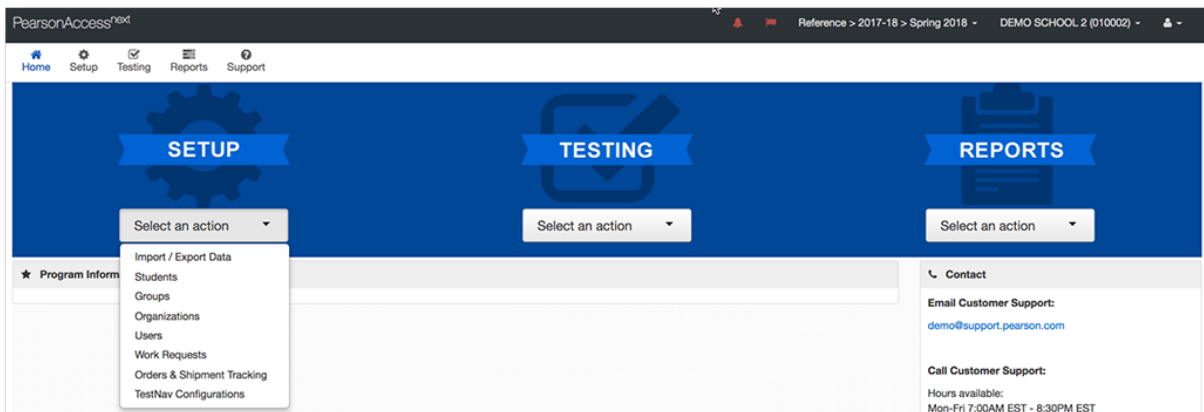 PearsonAccessnext
Reference > 2017-18 > Spring 2018
DEMO SCHOOL 2 (010002)
Home
Setup
Testing
Reports
Support
SETUP
TESTING
REPORTS
Select an action
Select an action
Select an action
Import / Export Data
Students
Groups
Organizations
Users
Work Requests
Orders & Shipment Tracking
TestNav Configurations
Program Inform
Contact
Email Customer Support:
demo@support.pearson.com
Call Customer Support:
Hours available:
Mon-Fri 7:00AM EST - 8:30PM EST